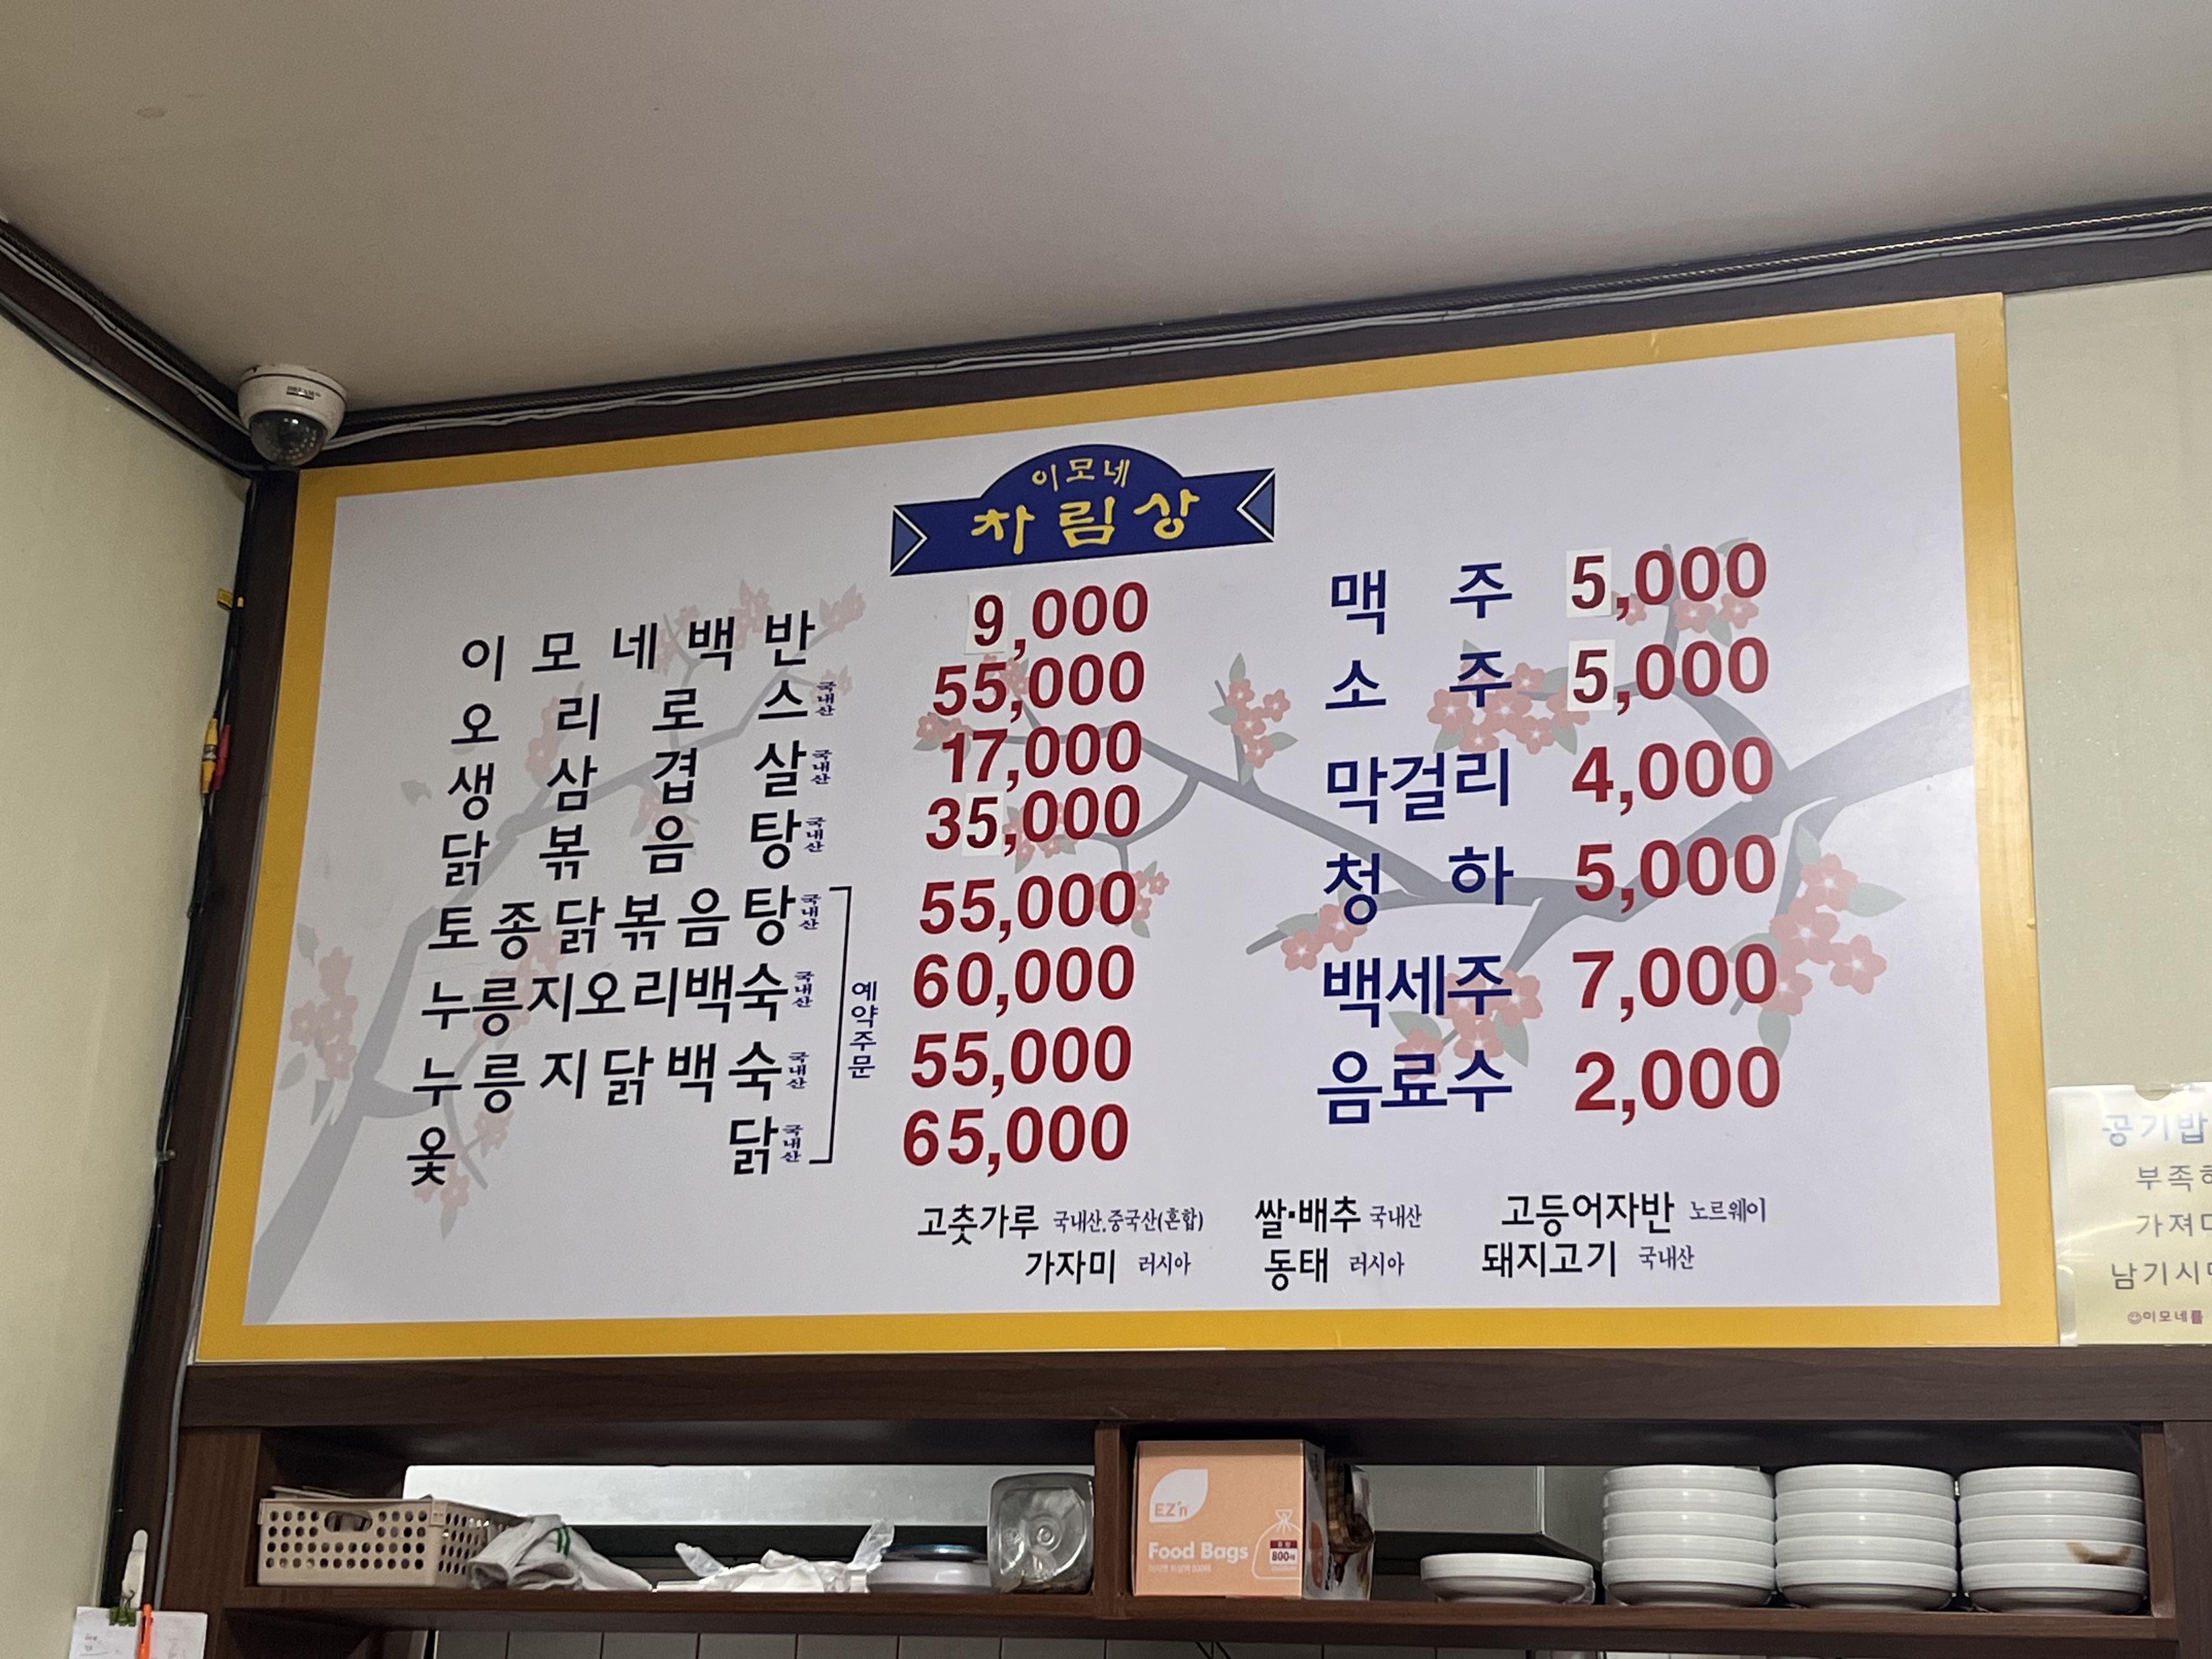 이모네
차림상
이모네백반 9,000
오리로스 국내산 55,000
생삼겹살 국내산 17,000
닭볶음탕 국내산 35,000
토종닭볶음탕 국내산 55,000
누릉지오리백숙 국내산 60,000
누릉지닭백숙 국내산 55,000
옻닭 국내산 65,000
예약주문
맥주 5,000
소주 5,000
막걸리 4,000
청하 5,000
백세주 7,000
음료수 2,000
고춧가루 국내산,중국산(혼합) 쌀·배추 국내산 고등어자반 노르웨이
가자미 러시아 동태 러시아 돼지고기 국내산
공기밥
부족하
가져다
남기시면
☺이모네를
EZ'n
Food Bags
800매